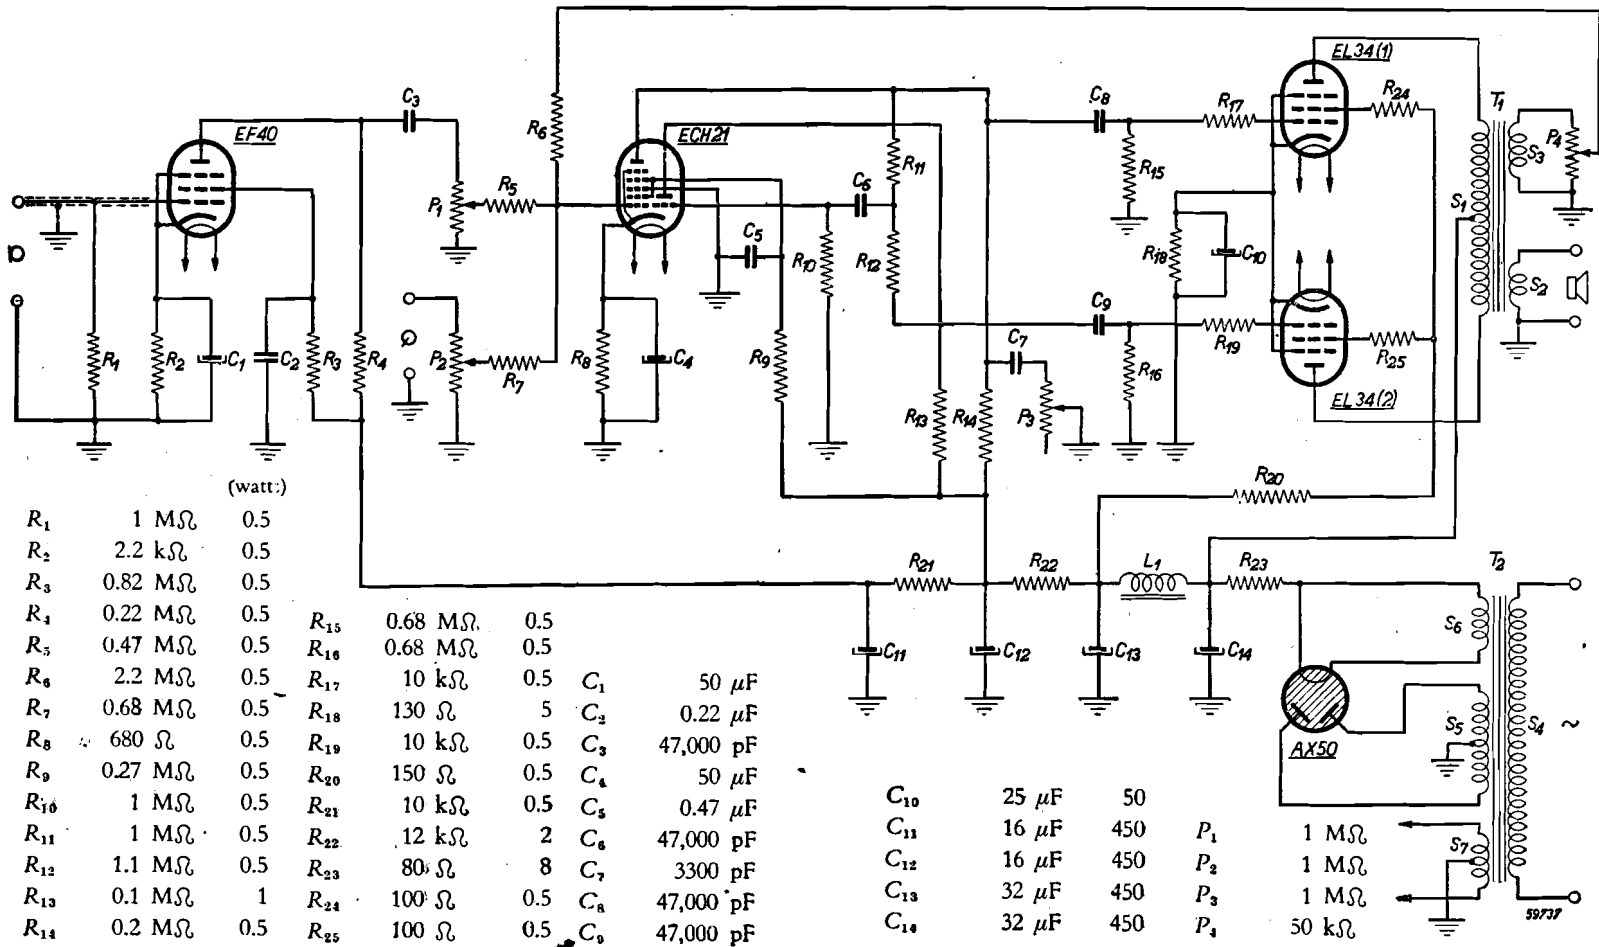 EF40
C3
R6
ECH21
R11
C8
R17
EL34(1)
R24
T1
S3
P4
R15
P1
R5
C6
C5
R10
R12
R18
C10
S1
S2
R1
R2
C1
C2
R3
R4
P2
R7
R8
C4
R9
C7
C9
R19
R25
R16
R13
R14
P3
EL34(2)
R20
R21
R22
L1
R23
T2
C11
C12
C13
C14
S6
S5
S4
~
AX50
S7
59737
(watt:)
R1 1 MΩ 0.5
R2 2.2 kΩ 0.5
R3 0.82 MΩ 0.5
R4 0.22 MΩ 0.5
R5 0.47 MΩ 0.5
R6 2.2 MΩ 0.5
R7 0.68 MΩ 0.5
R8 680 Ω 0.5
R9 0.27 MΩ 0.5
R10 1 MΩ 0.5
R11 1 MΩ 0.5
R12 1.1 MΩ 0.5
R13 0.1 MΩ 1
R14 0.2 MΩ 0.5
R15 0.68 MΩ 0.5
R16 0.68 MΩ 0.5
R17 10 kΩ 0.5
R18 130 Ω 5
R19 10 kΩ 0.5
R20 150 Ω 0.5
R21 10 kΩ 0.5
R22 12 kΩ 2
R23 80 Ω 8
R24 100 Ω 0.5
R25 100 Ω 0.5
C1 50 μF
C2 0.22 μF
C3 47,000 pF
C4 50 μF
C5 0.47 μF
C6 47,000 pF
C7 3300 pF
C8 47,000 pF
C9 47,000 pF
C10 25 μF 50
C11 16 μF 450
C12 16 μF 450
C13 32 μF 450
C14 32 μF 450
P1 1 MΩ
P2 1 MΩ
P3 1 MΩ
P4 50 kΩ